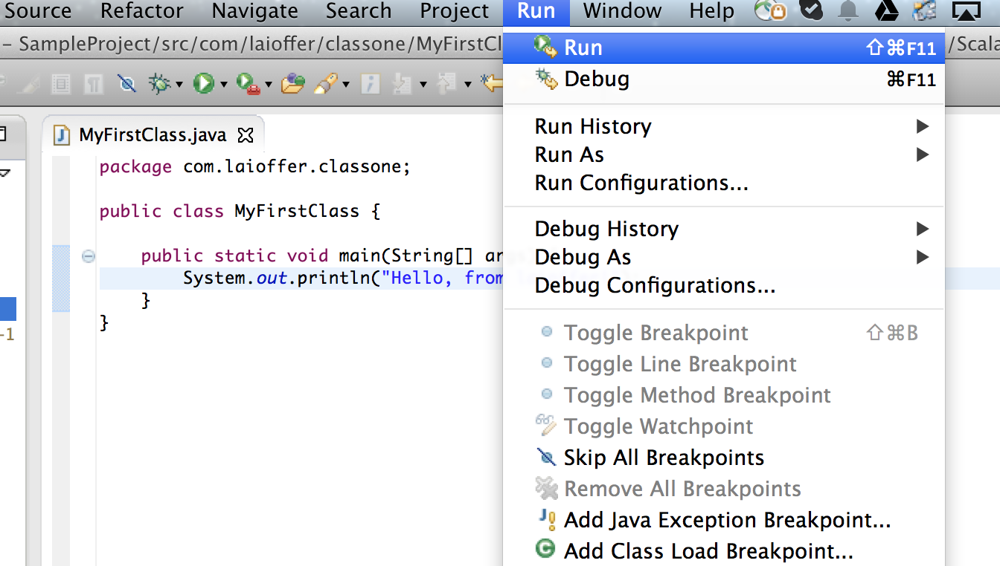 Source Refactor Navigate Search Project Run Window Help
– SampleProject/src/com/laioffer/classone/MyFirstCl
/Scala
Run ⇧⌘F11
Debug ⌘F11
Run History ▶
Run As ▶
Run Configurations...
Debug History ▶
Debug As ▶
Debug Configurations...
Toggle Breakpoint ⇧⌘B
Toggle Line Breakpoint
Toggle Method Breakpoint
Toggle Watchpoint
Skip All Breakpoints
Remove All Breakpoints
Add Java Exception Breakpoint...
Add Class Load Breakpoint...
MyFirstClass.java
package com.laioffer.classone;
public class MyFirstClass {
public static void main(String[] args
System.out.println("Hello, from
}
}
-1